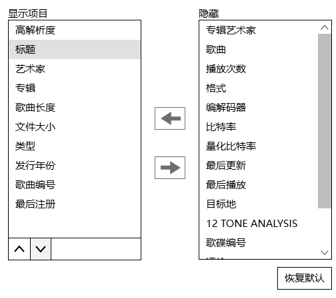 显示项目
高解析度
标题
艺术家
专辑
歌曲长度
文件大小
类型
发行年份
歌曲编号
最后注册
隐藏
专辑艺术家
歌曲
播放次数
格式
编解码器
比特率
量化比特率
最后更新
最后播放
目标地
12 TONE ANALYSIS
歌碟编号
恢复默认